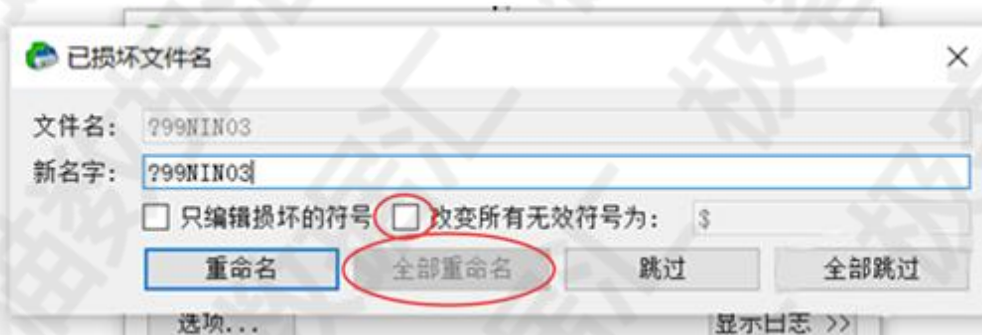 已损坏文件名
文件名: ?99NIN03
新名字: ?99NIN03
只编辑损坏的符号 改变所有无效符号为: $
重命名 全部重命名 跳过 全部跳过
选项... 显示日志 >>